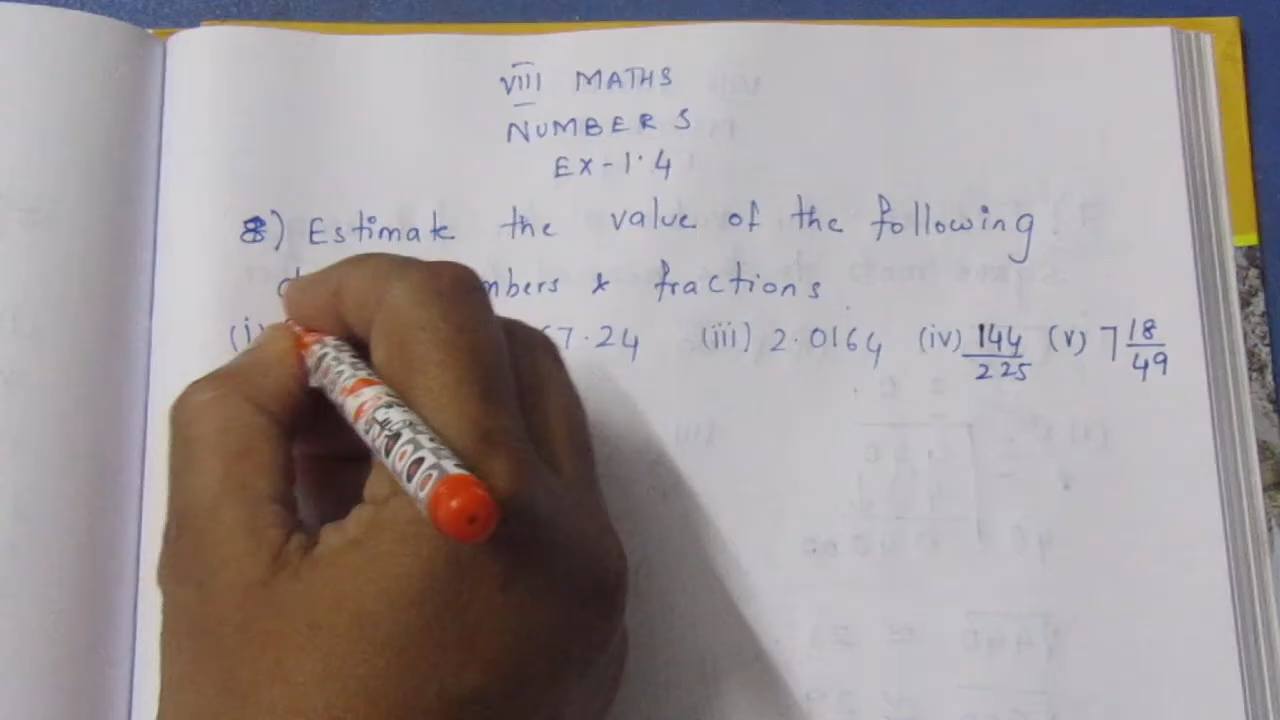 VIII MATHS
NUMBERS
EX-1.4
8) Estimate the value of the following
& fractions
(i) 7.24 (iii) 2.0164 (iv) 144/225 (v) 7 18/49